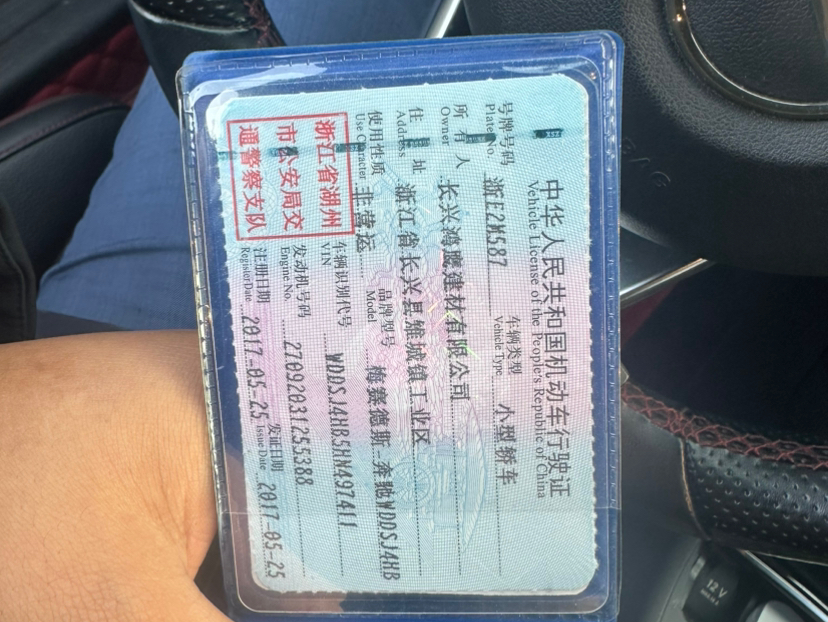 中华人民共和国机动车行驶证
Vehicle License of the People's Republic of China
号牌号码 浙E2M587 车辆类型 小型轿车
Plate No. Vehicle Type
所有人 长兴鸿鹰建材有限公司
Owner
住址 浙江省长兴县雉城镇工业区
Address
使用性质 非营运 品牌型号 梅赛德斯-奔驰WDDSJ4HB
Use Character Model
浙江省湖州
市公安局交
通警察支队
车辆识别代号 WDDSJ4HB5HN497411
VIN
发动机号码 27092031255388
Engine No.
注册日期 2017-05-25 发证日期 2017-05-25
Register Date Issue Date
12V